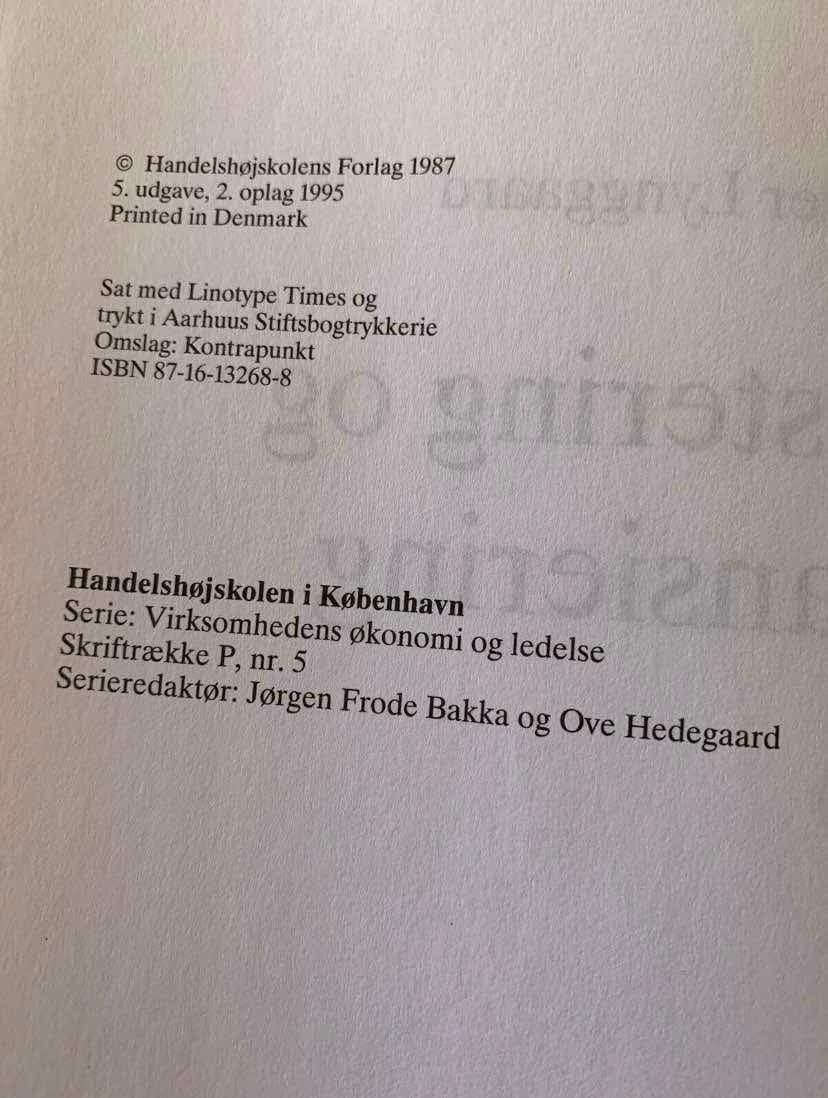 © Handelshøjskolens Forlag 1987
5. udgave, 2. oplag 1995
Printed in Denmark
Sat med Linotype Times og
trykt i Aarhuus Stiftsbogtrykkerie
Omslag: Kontrapunkt
ISBN 87-16-13268-8
Handelshøjskolen i København
Serie: Virksomhedens økonomi og ledelse
Skriftrække P, nr. 5
Serieredaktør: Jørgen Frode Bakka og Ove Hedegaard